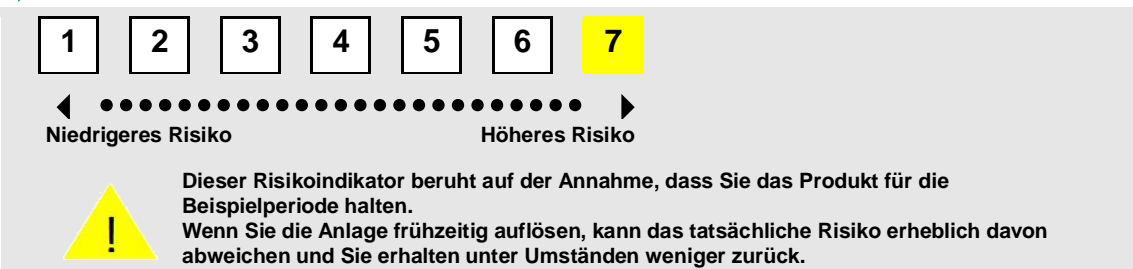 1 2 3 4 5 6 7
Niedrigeres Risiko Höheres Risiko
!
Dieser Risikoindikator beruht auf der Annahme, dass Sie das Produkt für die
Beispielperiode halten.
Wenn Sie die Anlage frühzeitig auflösen, kann das tatsächliche Risiko erheblich davon
abweichen und Sie erhalten unter Umständen weniger zurück.